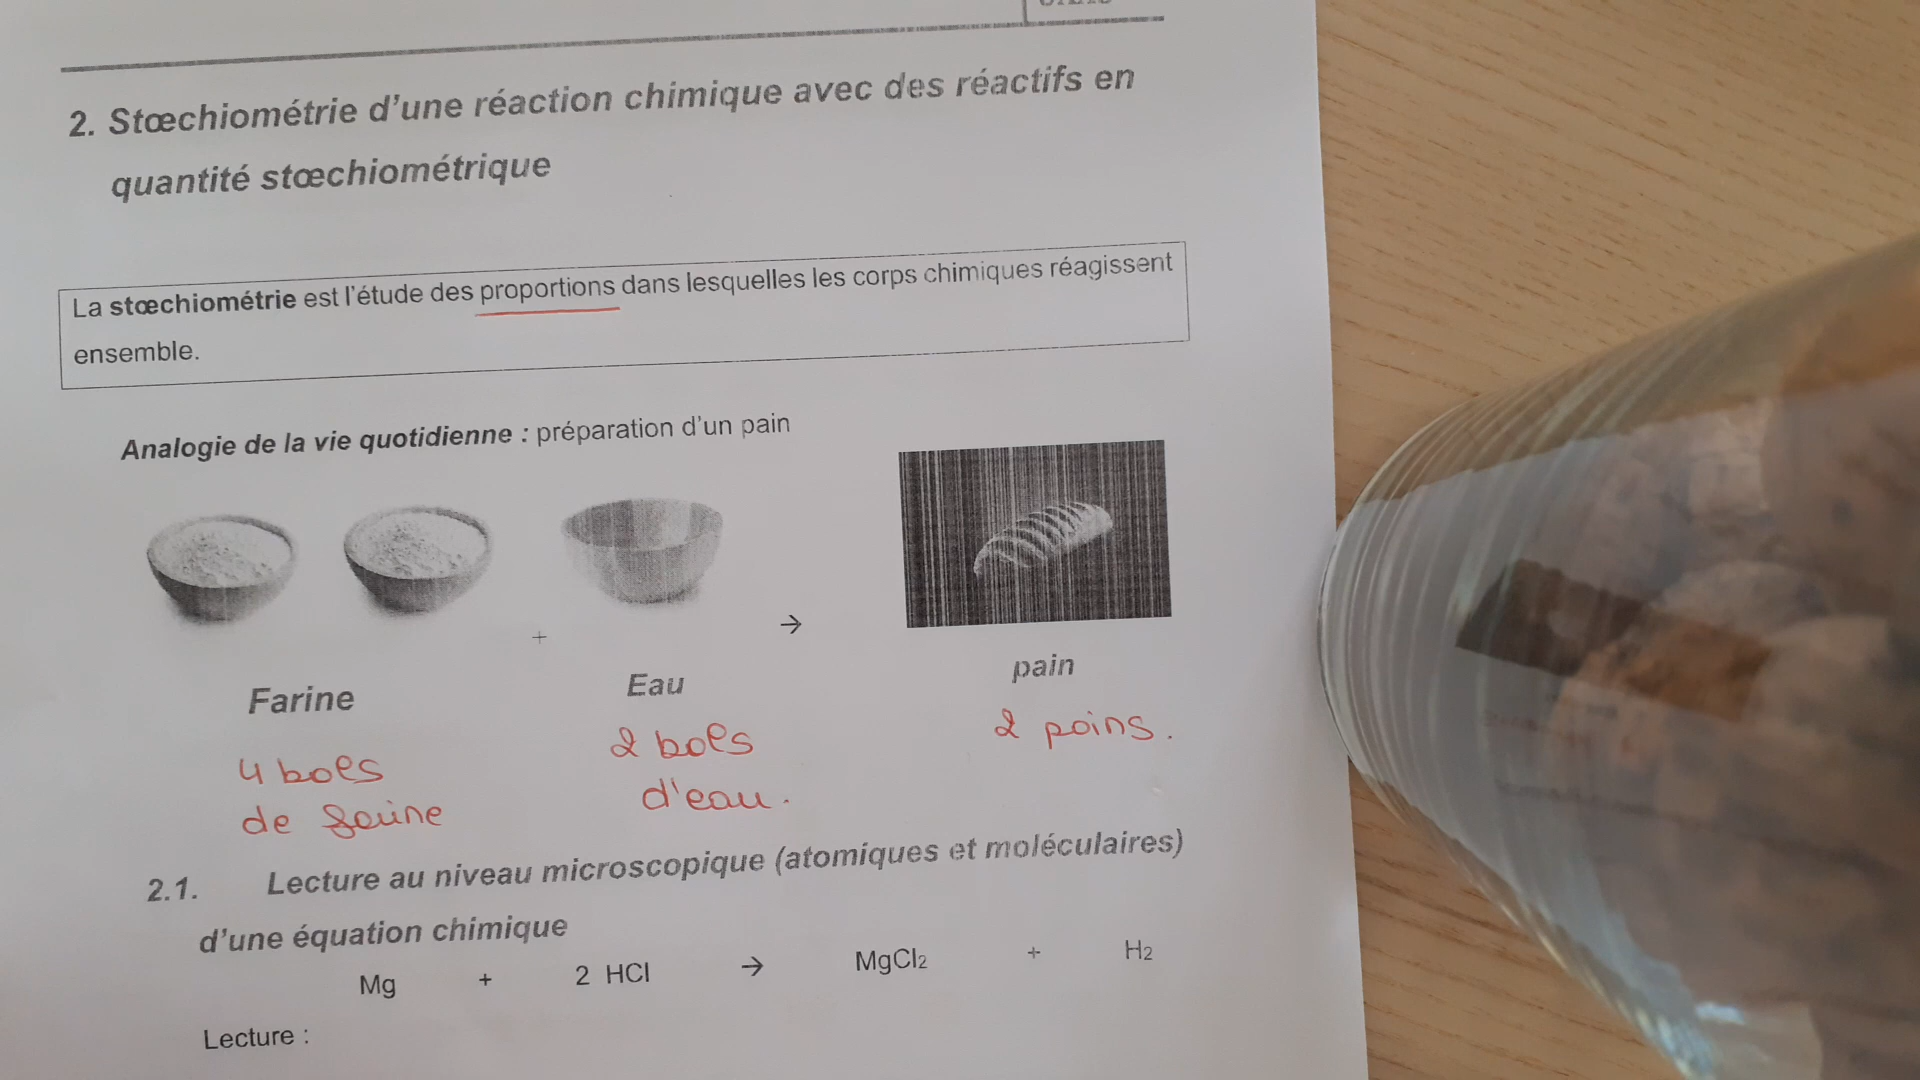 2. Stœchiométrie d'une réaction chimique avec des réactifs en
quantité stœchiométrique
La stœchiométrie est l'étude des proportions dans lesquelles les corps chimiques réagissent
ensemble.
Analogie de la vie quotidienne : préparation d'un pain
+ →
Farine Eau pain
4 bols 2 bols 2 pains.
de farine d'eau.
2.1. Lecture au niveau microscopique (atomiques et moléculaires)
d'une équation chimique
Mg + 2 HCl → MgCl2 + H2
Lecture :